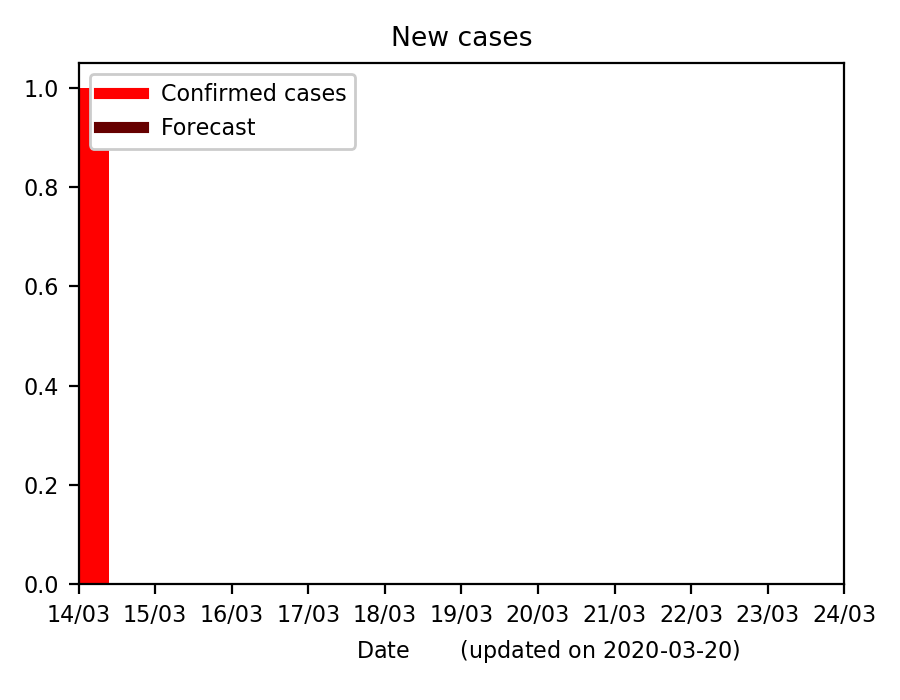 New cases
Confirmed cases
Forecast
1.0
0.8
0.6
0.4
0.2
0.0
14/03 15/03 16/03 17/03 18/03 19/03 20/03 21/03 22/03 23/03 24/03
Date (updated on 2020-03-20)